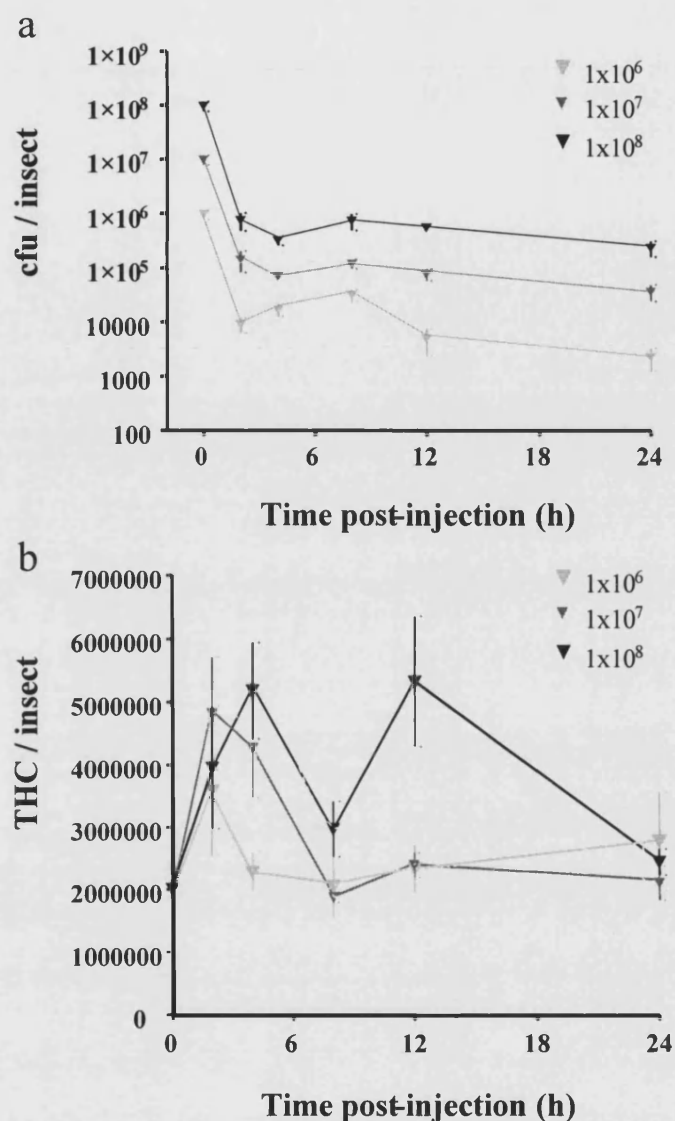 a
1×10⁹
1×10⁸
1×10⁷
1×10⁶
1×10⁵
10000
1000
100
cfu / insect
1x10⁶
1x10⁷
1x10⁸
0 6 12 18 24
Time post-injection (h)
b
7000000
6000000
5000000
4000000
3000000
2000000
1000000
0
THC / insect
1x10⁶
1x10⁷
1x10⁸
0 6 12 18 24
Time post-injection (h)